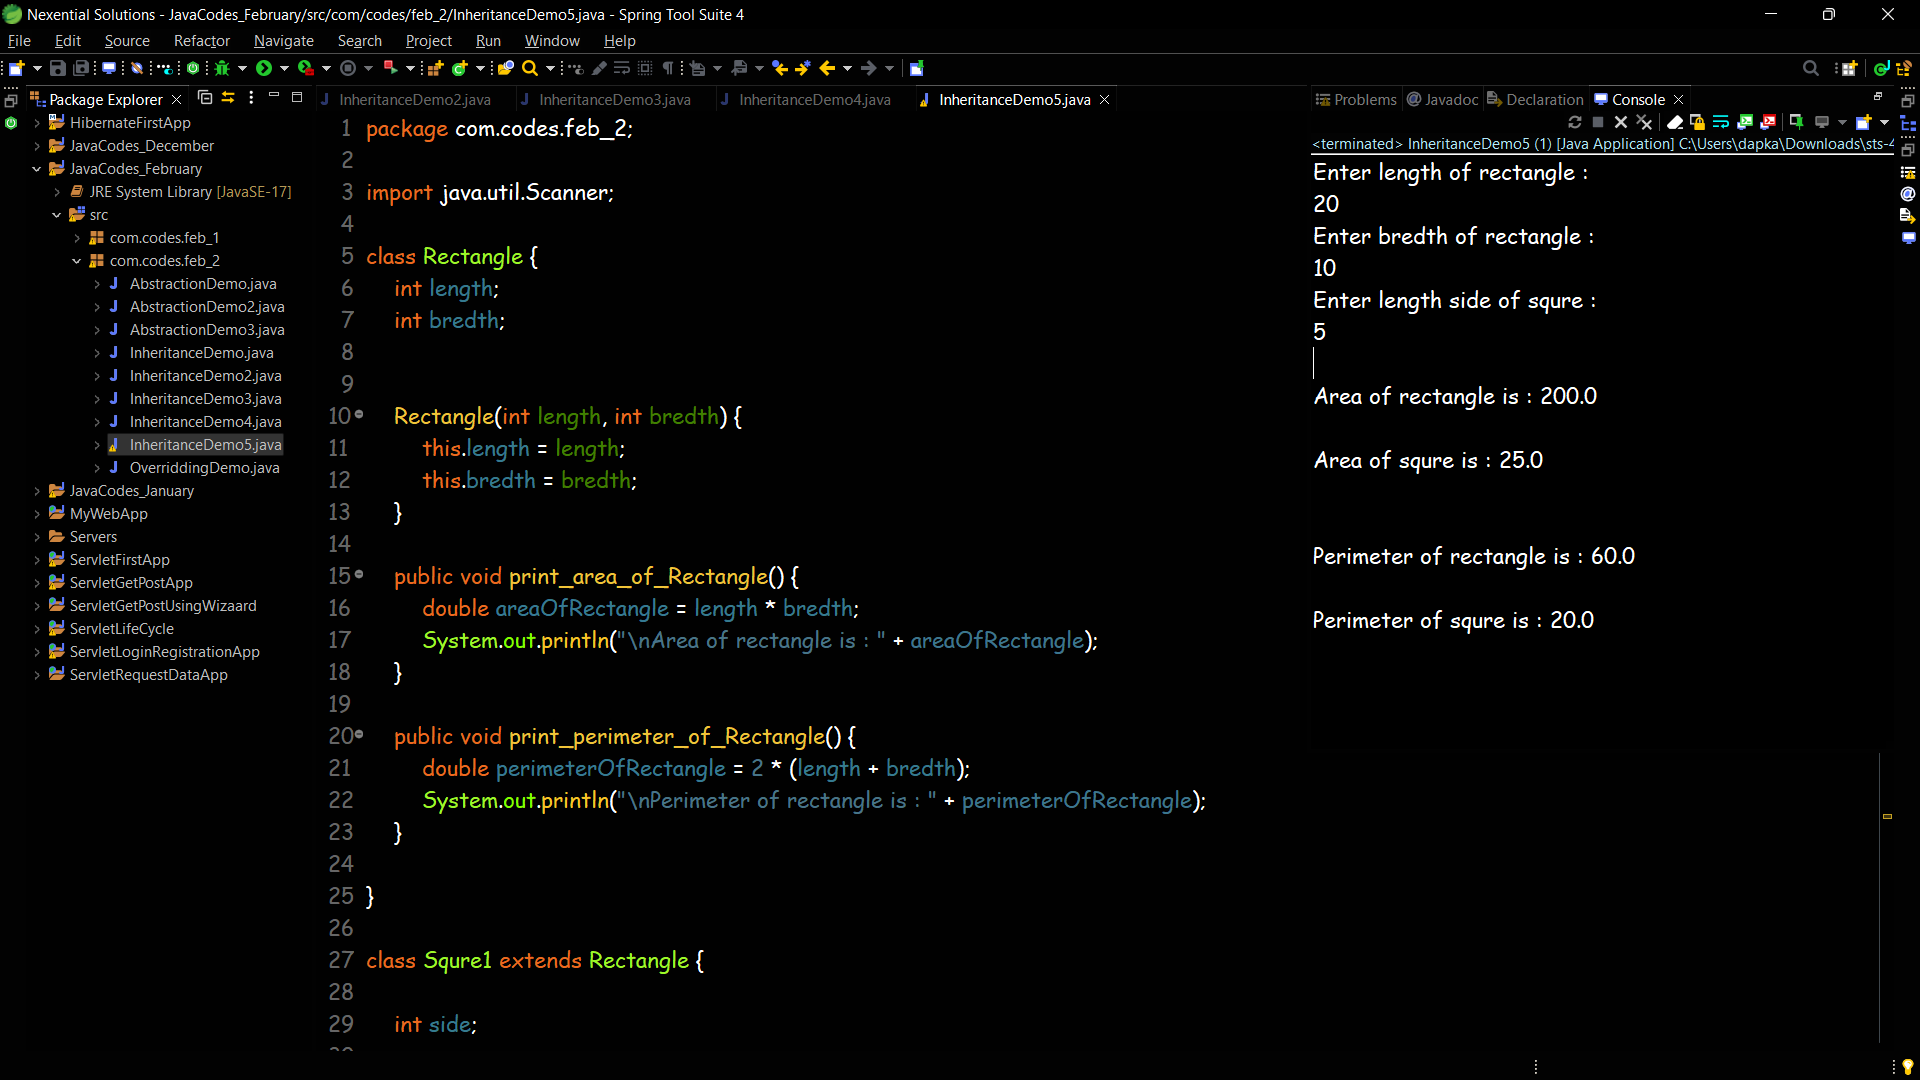 Nexential Solutions - JavaCodes_February/src/com/codes/feb_2/InheritanceDemo5.java - Spring Tool Suite 4
File Edit Source Refactor Navigate Search Project Run Window Help
Package Explorer
HibernateFirstApp
JavaCodes_December
JavaCodes_February
JRE System Library [JavaSE-17]
src
com.codes.feb_1
com.codes.feb_2
AbstractionDemo.java
AbstractionDemo2.java
AbstractionDemo3.java
InheritanceDemo.java
InheritanceDemo2.java
InheritanceDemo3.java
InheritanceDemo4.java
InheritanceDemo5.java
OverriddingDemo.java
JavaCodes_January
MyWebApp
Servers
ServletFirstApp
ServletGetPostApp
ServletGetPostUsingWizaard
ServletLifeCycle
ServletLoginRegistrationApp
ServletRequestDataApp
InheritanceDemo2.java InheritanceDemo3.java InheritanceDemo4.java InheritanceDemo5.java
1 package com.codes.feb_2;
2
3 import java.util.Scanner;
4
5 class Rectangle {
6 int length;
7 int bredth;
8
9
10 Rectangle(int length, int bredth) {
11 this.length = length;
12 this.bredth = bredth;
13 }
14
15 public void print_area_of_Rectangle() {
16 double areaOfRectangle = length * bredth;
17 System.out.println("\nArea of rectangle is : " + areaOfRectangle);
18 }
19
20 public void print_perimeter_of_Rectangle() {
21 double perimeterOfRectangle = 2 * (length + bredth);
22 System.out.println("\nPerimeter of rectangle is : " + perimeterOfRectangle);
23 }
24
25 }
26
27 class Squre1 extends Rectangle {
28
29 int side;
Problems Javadoc Declaration Console
<terminated> InheritanceDemo5 (1) [Java Application] C:\Users\dapka\Downloads\sts-4
Enter length of rectangle :
20
Enter bredth of rectangle :
10
Enter length side of squre :
5
Area of rectangle is : 200.0
Area of squre is : 25.0
Perimeter of rectangle is : 60.0
Perimeter of squre is : 20.0